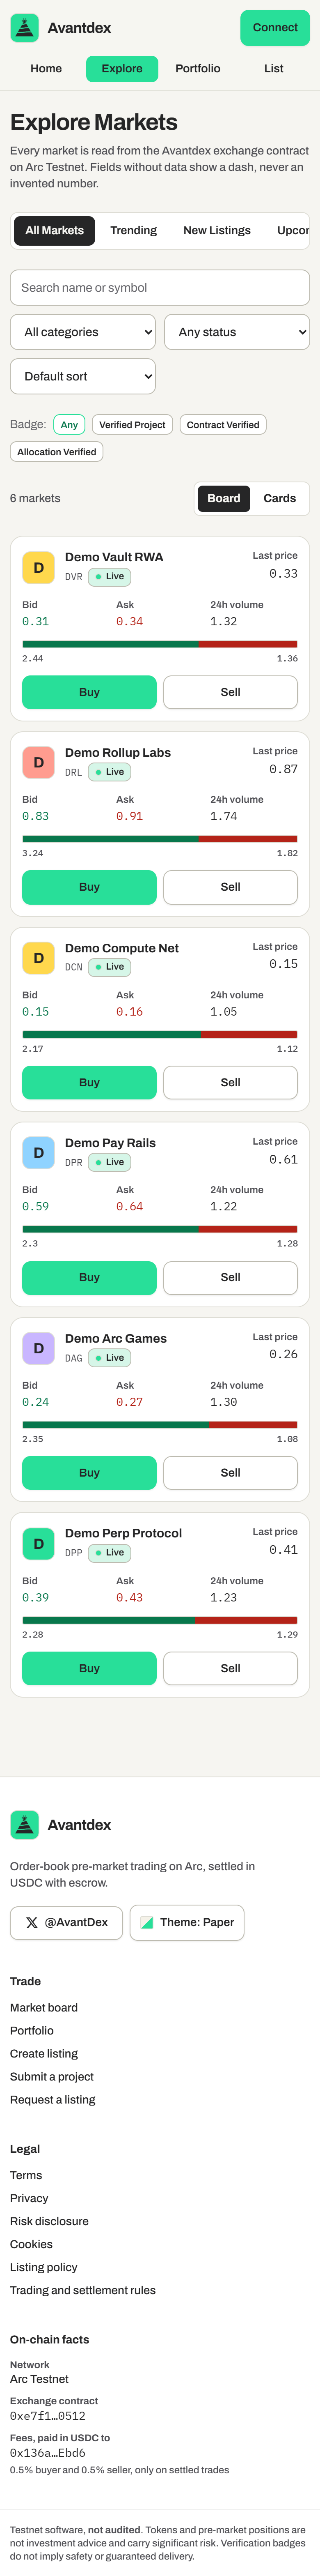 Avantdex
Connect
Home Explore Portfolio List
Explore Markets
Every market is read from the Avantdex exchange contract
on Arc Testnet. Fields without data show a dash, never an
invented number.
All Markets Trending New Listings Upcor
Search name or symbol
All categories Any status
Default sort
Badge: Any Verified Project Contract Verified
Allocation Verified
6 markets Board Cards
D Demo Vault RWA Last price
DVR Live 0.33
Bid Ask 24h volume
0.31 0.34 1.32
2.44 1.36
Buy Sell
D Demo Rollup Labs Last price
DRL Live 0.87
Bid Ask 24h volume
0.83 0.91 1.74
3.24 1.82
Buy Sell
D Demo Compute Net Last price
DCN Live 0.15
Bid Ask 24h volume
0.15 0.16 1.05
2.17 1.12
Buy Sell
D Demo Pay Rails Last price
DPR Live 0.61
Bid Ask 24h volume
0.59 0.64 1.22
2.3 1.28
Buy Sell
D Demo Arc Games Last price
DAG Live 0.26
Bid Ask 24h volume
0.24 0.27 1.30
2.35 1.08
Buy Sell
D Demo Perp Protocol Last price
DPP Live 0.41
Bid Ask 24h volume
0.39 0.43 1.23
2.28 1.29
Buy Sell
Avantdex
Order-book pre-market trading on Arc, settled in
USDC with escrow.
@AvantDex Theme: Paper
Trade
Market board
Portfolio
Create listing
Submit a project
Request a listing
Legal
Terms
Privacy
Risk disclosure
Cookies
Listing policy
Trading and settlement rules
On-chain facts
Network
Arc Testnet
Exchange contract
0xe7f1…0512
Fees, paid in USDC to
0x136a…Ebd6
0.5% buyer and 0.5% seller, only on settled trades
Testnet software, not audited. Tokens and pre-market positions are
not investment advice and carry significant risk. Verification badges
do not imply safety or guaranteed delivery.